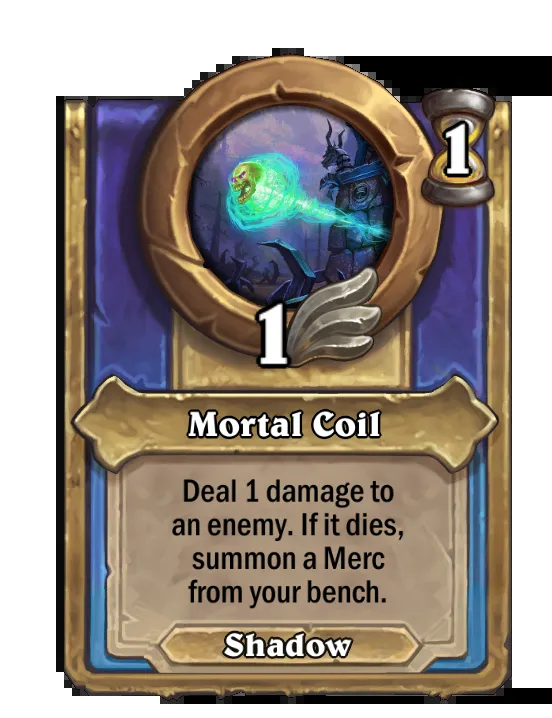 1
1
Mortal Coil
Deal 1 damage to
an enemy. If it dies,
summon a Merc
from your bench.
Shadow